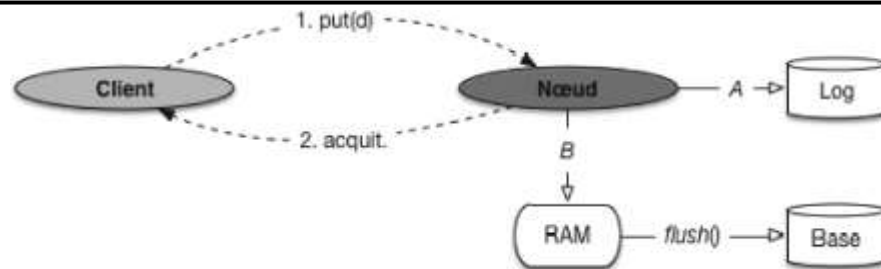 1. put(d)
Client
Nœud
A
Log
2. acquit.
B
RAM
flush()
Base